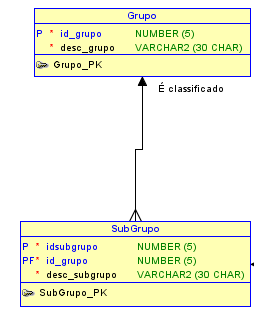 Grupo
P * id_grupo NUMBER (5)
* desc_grupo VARCHAR2 (30 CHAR)
Grupo_PK
É classificado
SubGrupo
P * idsubgrupo NUMBER (5)
PF* id_grupo NUMBER (5)
* desc_subgrupo VARCHAR2 (30 CHAR)
SubGrupo_PK